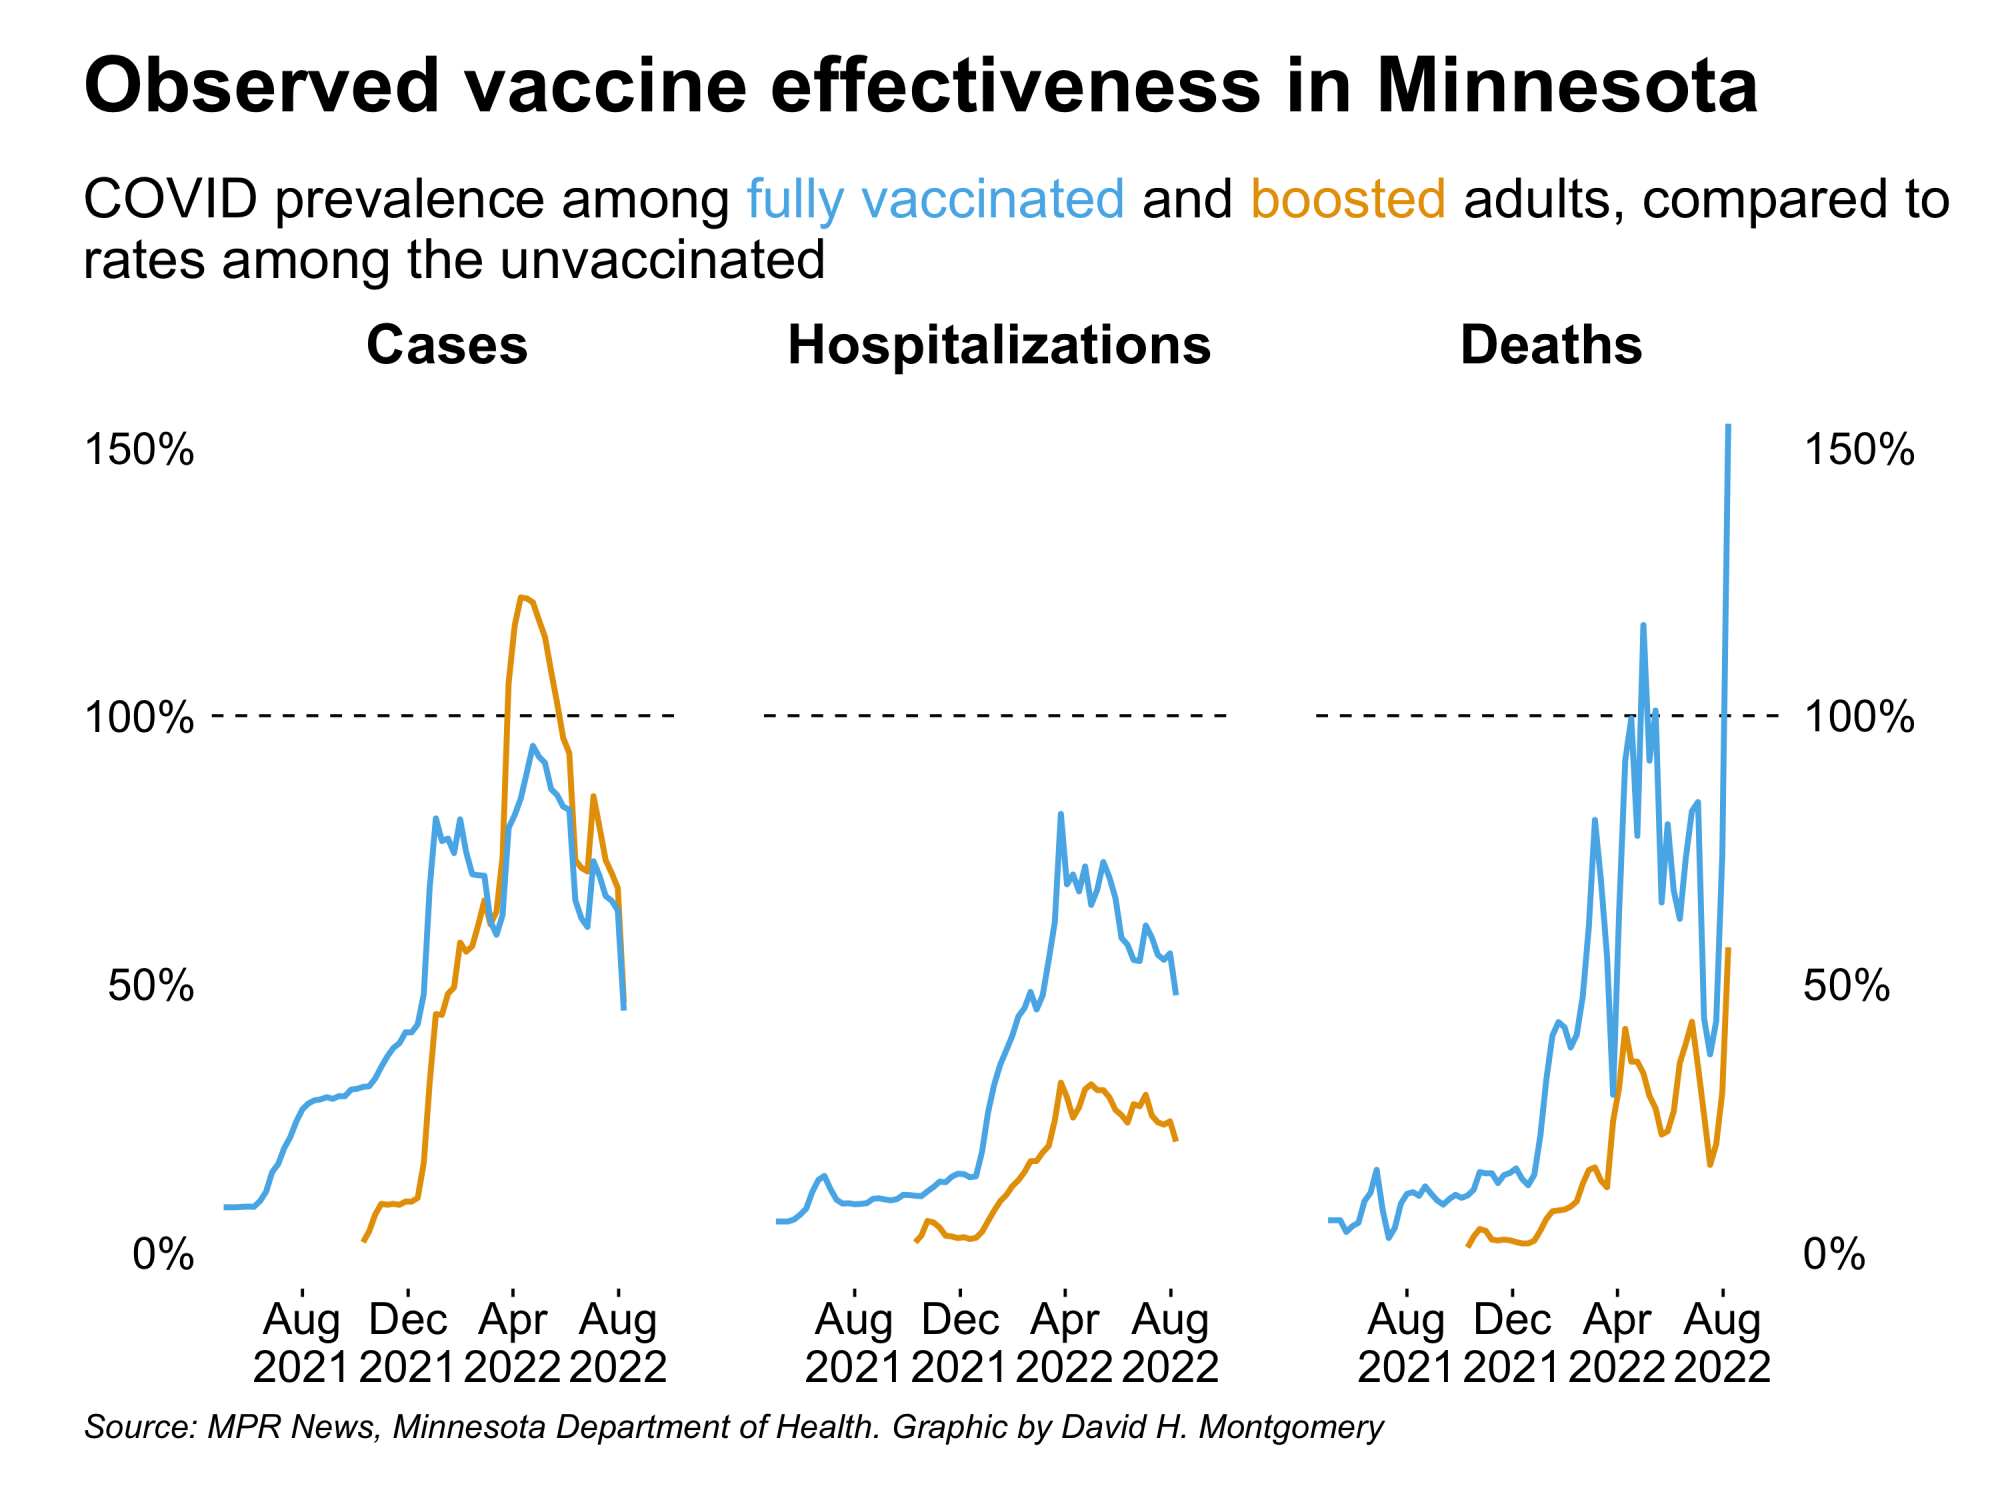 Observed vaccine effectiveness in Minnesota
COVID prevalence among fully vaccinated and boosted adults, compared to
rates among the unvaccinated
Cases
Hospitalizations
Deaths
150%
150%
100%
100%
50%
50%
0%
0%
Aug Dec Apr Aug
2021 2021 2022 2022
Aug Dec Apr Aug
2021 2021 2022 2022
Aug Dec Apr Aug
2021 2021 2022 2022
Source: MPR News, Minnesota Department of Health. Graphic by David H. Montgomery